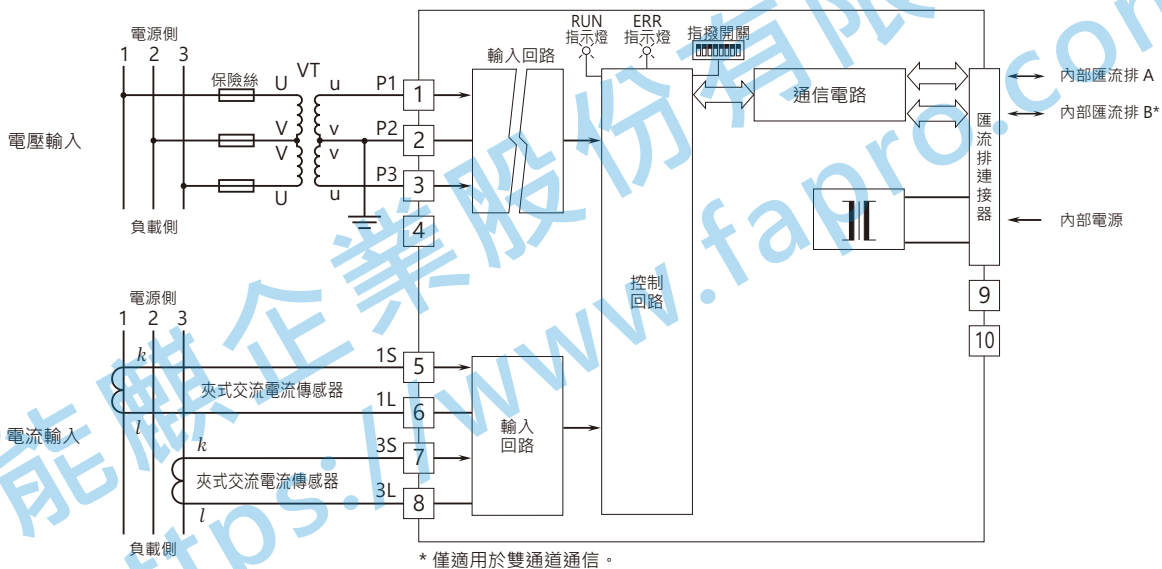 電源側
1 2 3
保險絲
U VT u
P1
1
V v
P2
2
V v
P3
3
U u
4
電壓輸入
負載側
輸入回路
RUN
指示燈
ERR
指示燈
指撥開關
通信電路
控制
回路
匯流排連接器
內部匯流排 A
內部匯流排 B*
內部電源
9
10
電源側
1 2 3
k
1S
5
夾式交流電流傳感器
1L
6
l
電流輸入
k
3S
7
夾式交流電流傳感器
3L
8
l
負載側
輸入
回路
* 僅適用於雙通道通信。
能麒企業股份有限
https://www.fapro.com